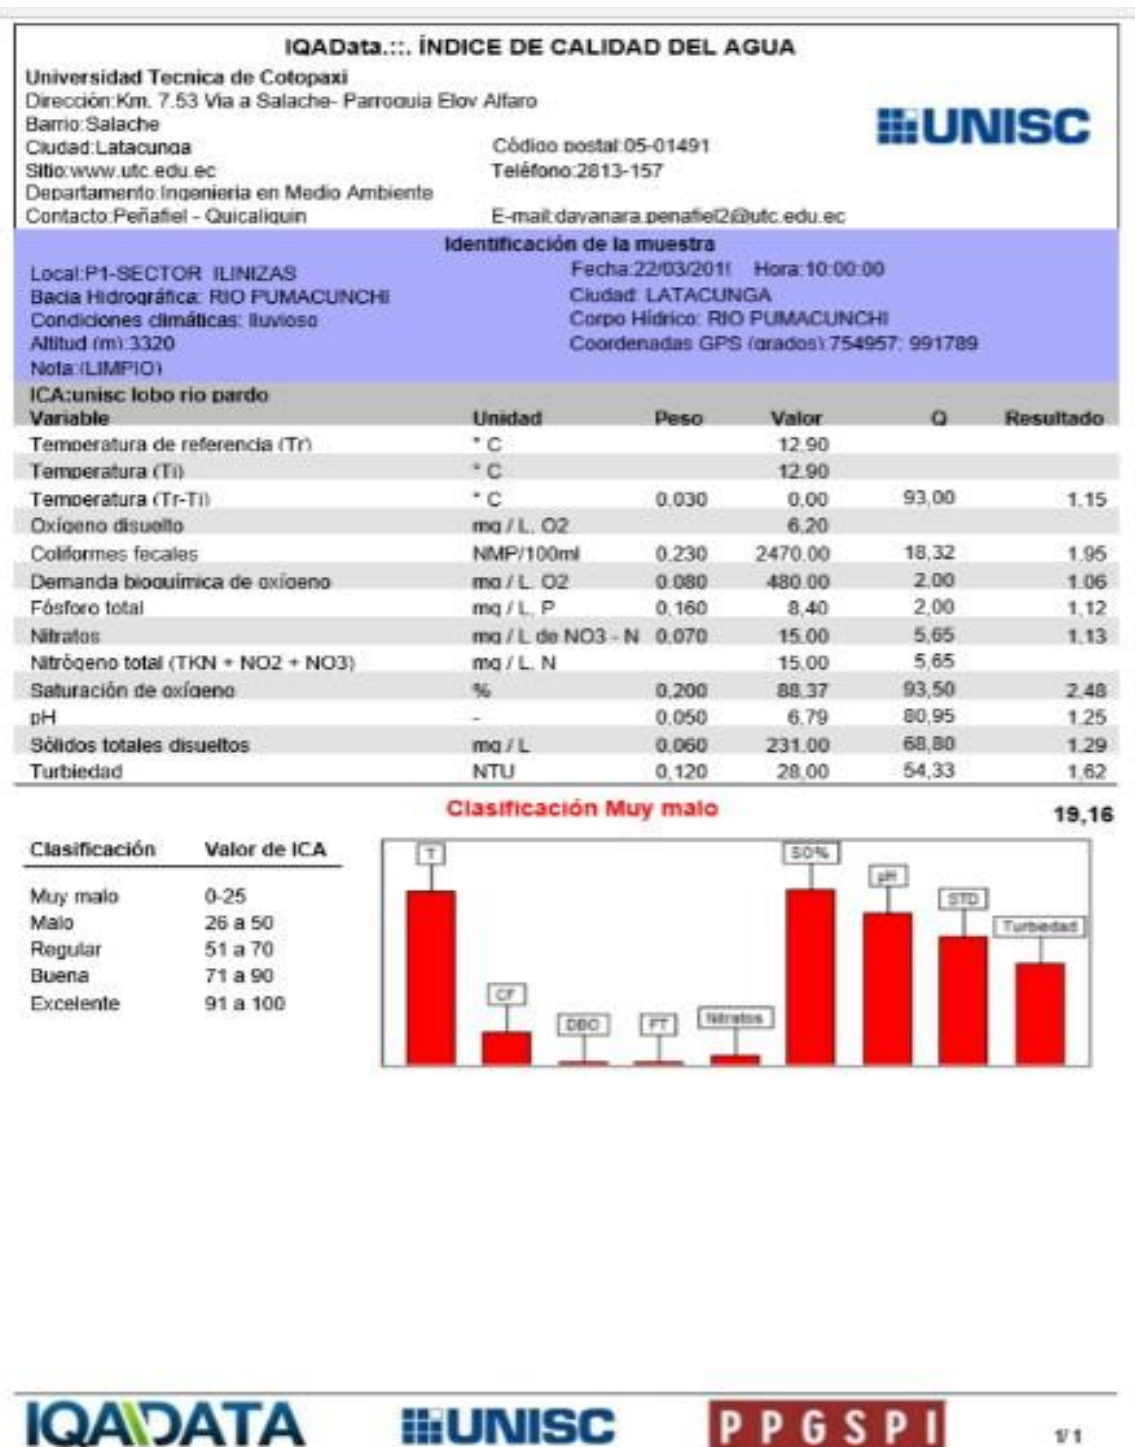 IQAData.::. ÍNDICE DE CALIDAD DEL AGUA
Universidad Tecnica de Cotopaxi
Dirección:Km. 7.53 Via a Salache- Parroquia Eloy Alfaro
Barrio:Salache
UNISC
Ciudad:Latacunga Código postal:05-01491
Sitio:www.utc.edu.ec Teléfono:2813-157
Departamento:Ingenieria en Medio Ambiente
Contacto:Peñafiel - Quicaliquin E-mail:dayanara.penafiel2@utc.edu.ec
Identificación de la muestra
Local:P1-SECTOR ILINIZAS Fecha:22/03/201 Hora:10:00:00
Bacia Hidrográfica: RIO PUMACUNCHI Ciudad: LATACUNGA
Condiciones climáticas: lluvioso Corpo Hídrico: RIO PUMACUNCHI
Altitud (m):3320 Coordenadas GPS (grados):754957; 991789
Nota:(LIMPIO)
ICA:unisc lobo rio pardo
Variable Unidad Peso Valor Q Resultado
Temperatura de referencia (Tr) ° C 12.90
Temperatura (Ti) ° C 12.90
Temperatura (Tr-Ti) ° C 0.030 0.00 93,00 1.15
Oxígeno disuelto mg / L. O2 6.20
Coliformes fecales NMP/100ml 0.230 2470.00 18,32 1.95
Demanda bioquímica de oxígeno mg / L. O2 0.080 480.00 2,00 1.06
Fósforo total mg / L. P 0.160 8,40 2,00 1,12
Nitratos mg / L de NO3 - N 0.070 15.00 5,65 1.13
Nitrógeno total (TKN + NO2 + NO3) mg / L. N 15.00 5,65
Saturación de oxígeno % 0,200 88,37 93,50 2,48
pH - 0.050 6.79 80,95 1.25
Sólidos totales disueltos mg / L 0.060 231.00 68,80 1.29
Turbiedad NTU 0,120 28,00 54,33 1,62
Clasificación Muy malo 19,16
Clasificación Valor de ICA
Muy malo 0-25
Malo 26 a 50
Regular 51 a 70
Buena 71 a 90
Excelente 91 a 100
T
CF
DBO
FT
Nitratos
SO%
pH
STD
Turbiedad
IQADATA UNISC PPGSPI 1/ 1